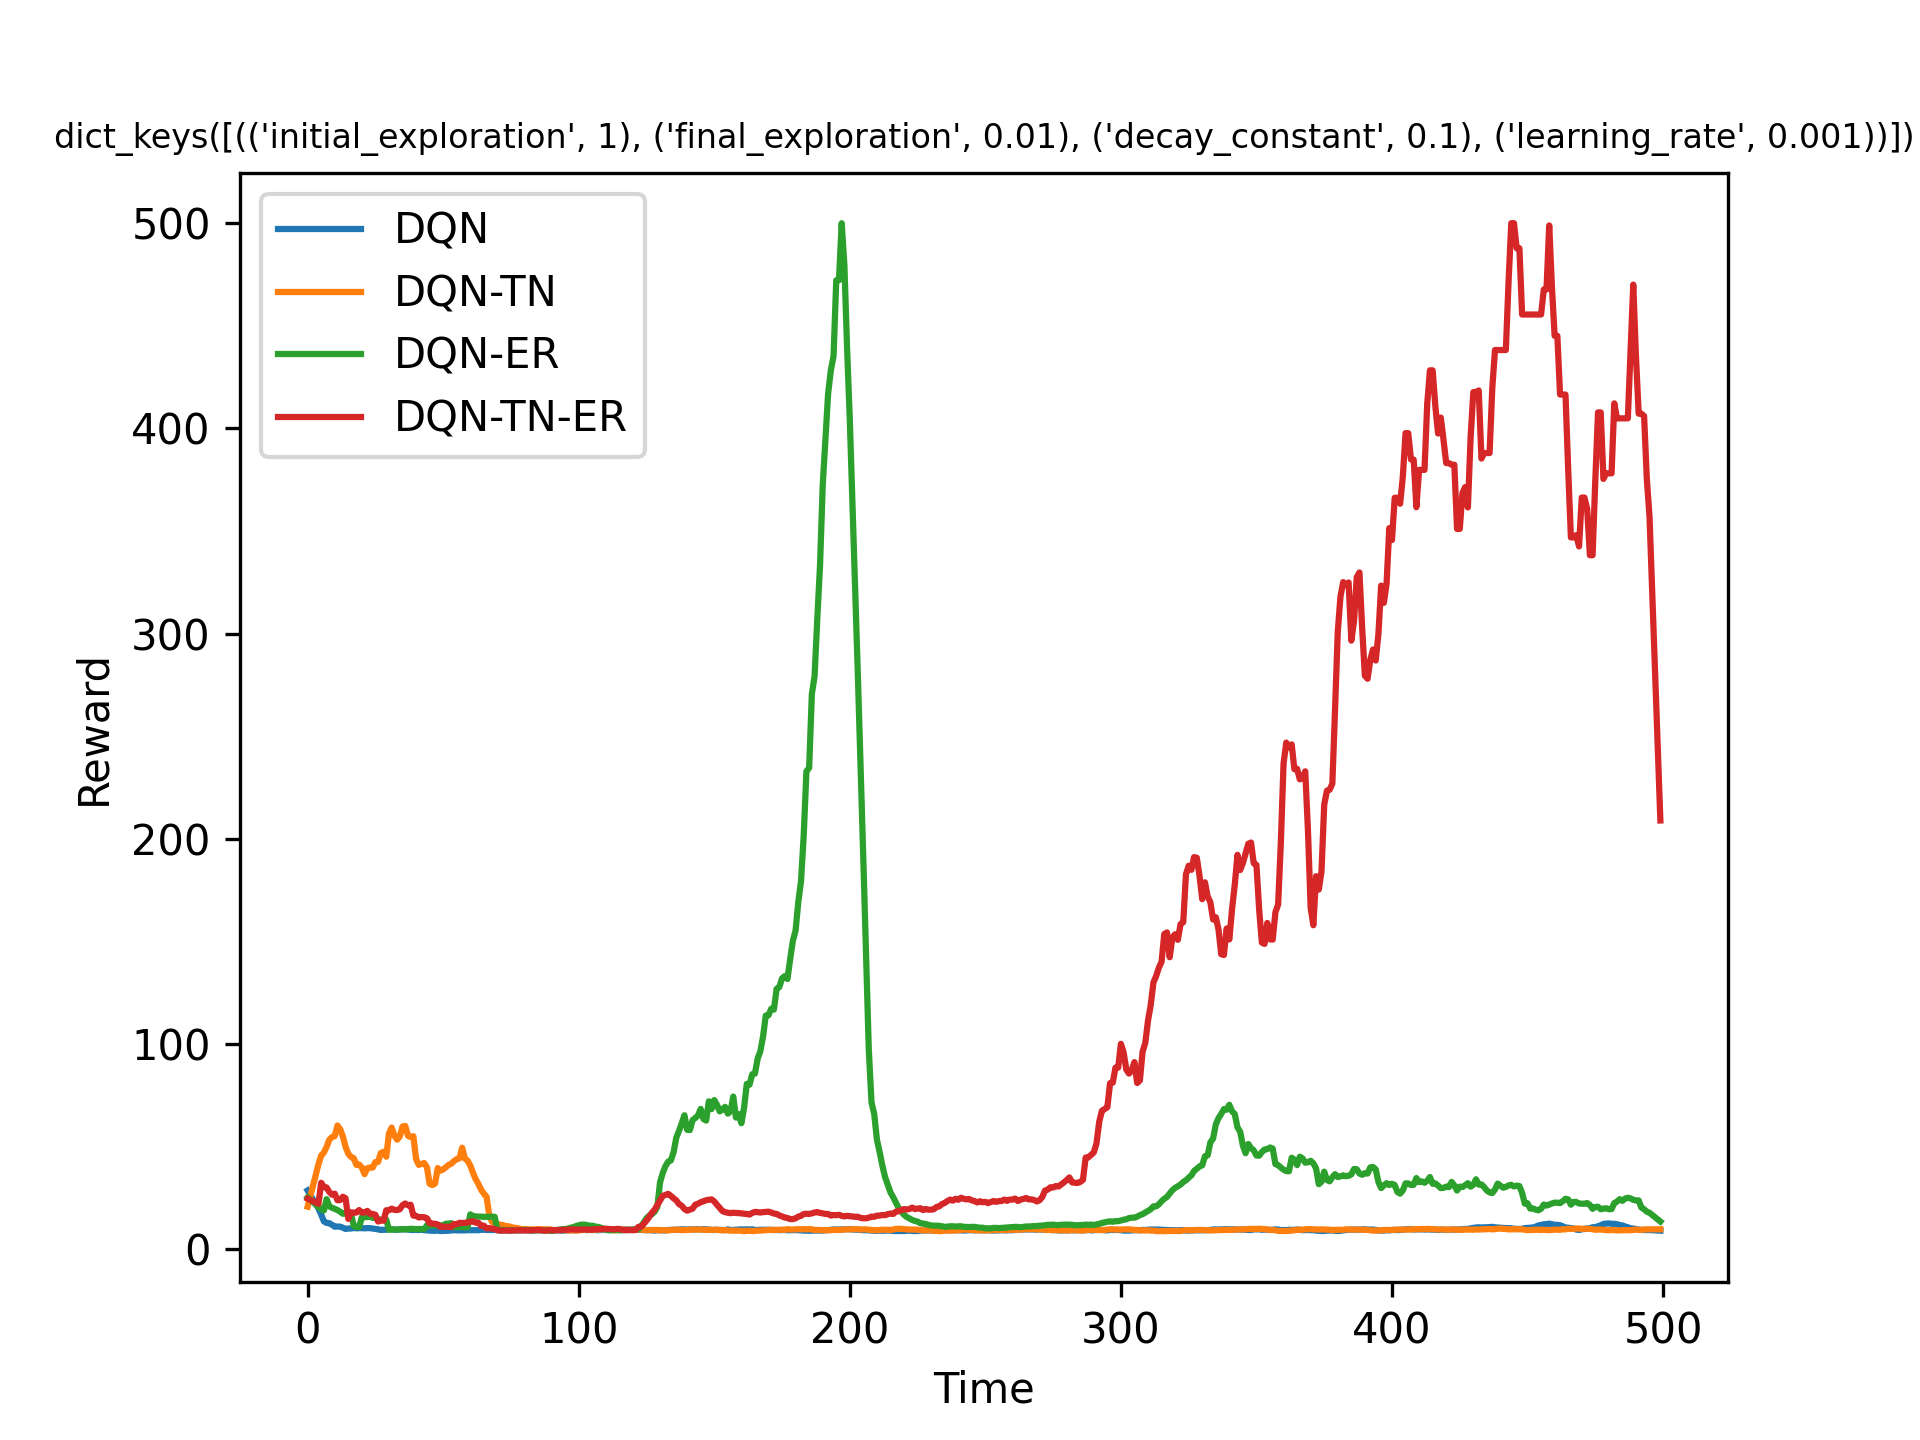 dict_keys([(('initial_exploration', 1), ('final_exploration', 0.01), ('decay_constant', 0.1), ('learning_rate', 0.001))])
DQN
DQN-TN
DQN-ER
DQN-TN-ER
500
400
300
200
100
0
Reward
0 100 200 300 400 500
Time